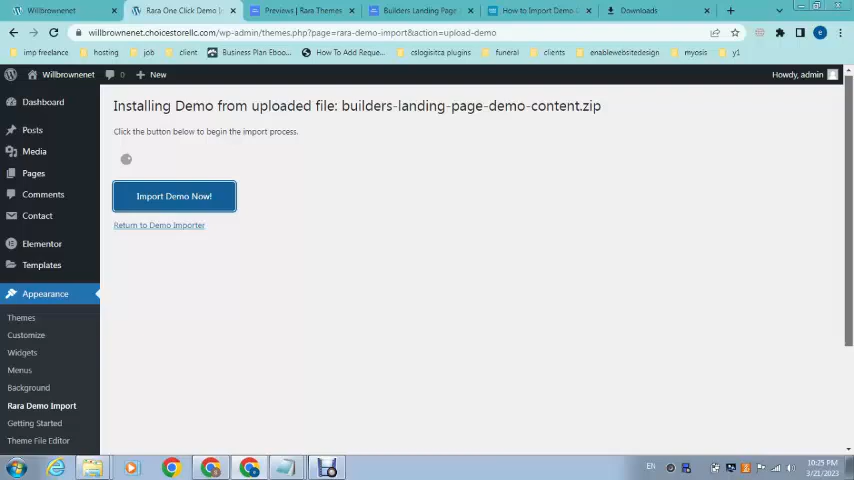 Willbrownenet
Rara One Click Demo I
Previews | Rara Themes
Builders Landing Page
How to Import Demo
Downloads
willbrownenet.choicestorellc.com/wp-admin/themes.php?page=rara-demo-import&action=upload-demo
imp freelance
hosting
job
client
Business Plan Eboo...
How To Add Reque...
cslogisitca plugins
funeral
clients
enablewebsitedesign
myosis
y1
Willbrownenet
0
New
Howdy, admin
Dashboard
Posts
Media
Pages
Comments
Contact
Elementor
Templates
Appearance
Themes
Customize
Widgets
Menus
Background
Rara Demo Import
Getting Started
Theme File Editor
Installing Demo from uploaded file: builders-landing-page-demo-content.zip
Click the button below to begin the import process.
Import Demo Now!
Return to Demo Importer
EN
10:25 PM
3/21/2023